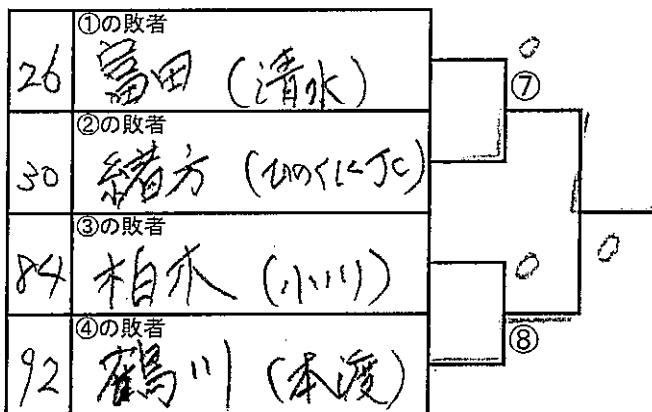 ①の敗者
26 富田 (清水)
0
⑦
②の敗者
30 緒方 (ひのくにJC)
1
③の敗者
84 柏木 (小川)
0
0
④の敗者
92 鶴川 (本渡)
⑧